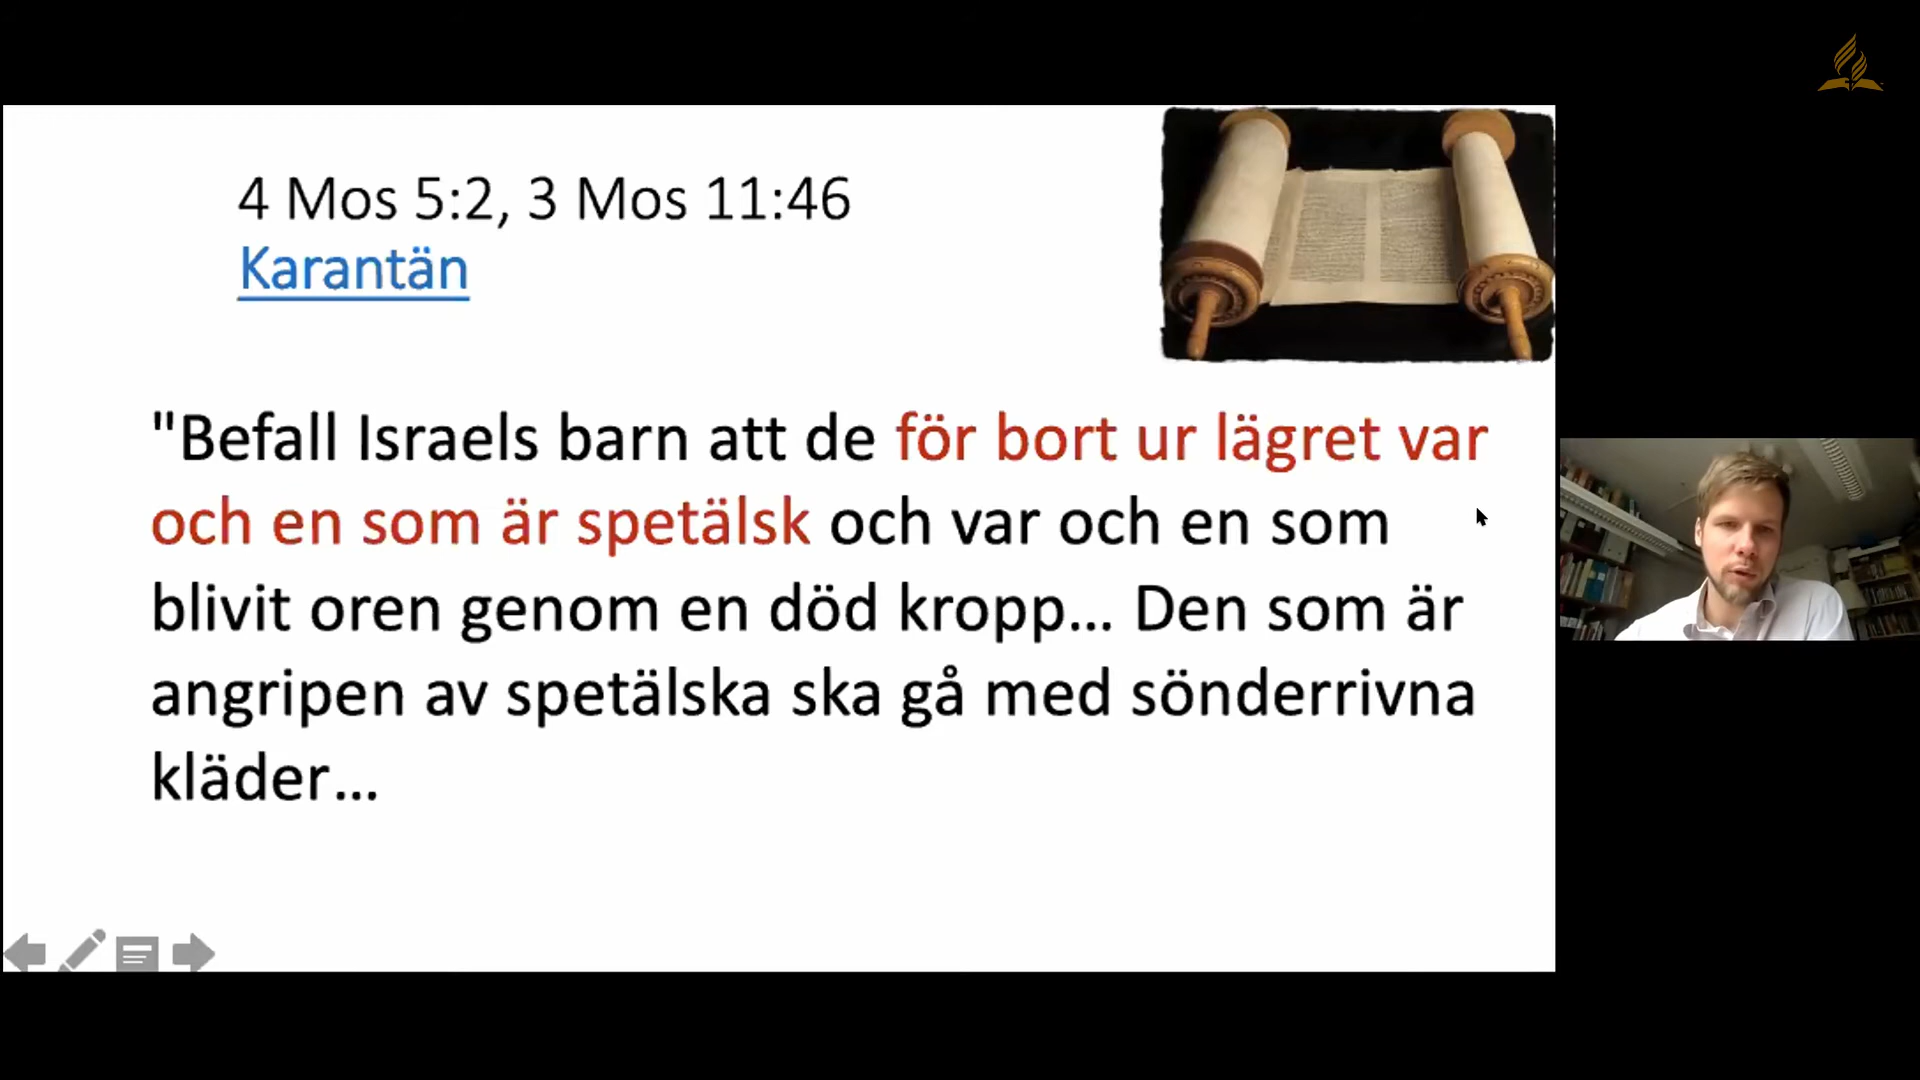 4 Mos 5:2, 3 Mos 11:46
Karantän
"Befall Israels barn att de för bort ur lägret var
och en som är spetälsk och var och en som
blivit oren genom en död kropp... Den som är
angripen av spetälska ska gå med sönderrivna
kläder...